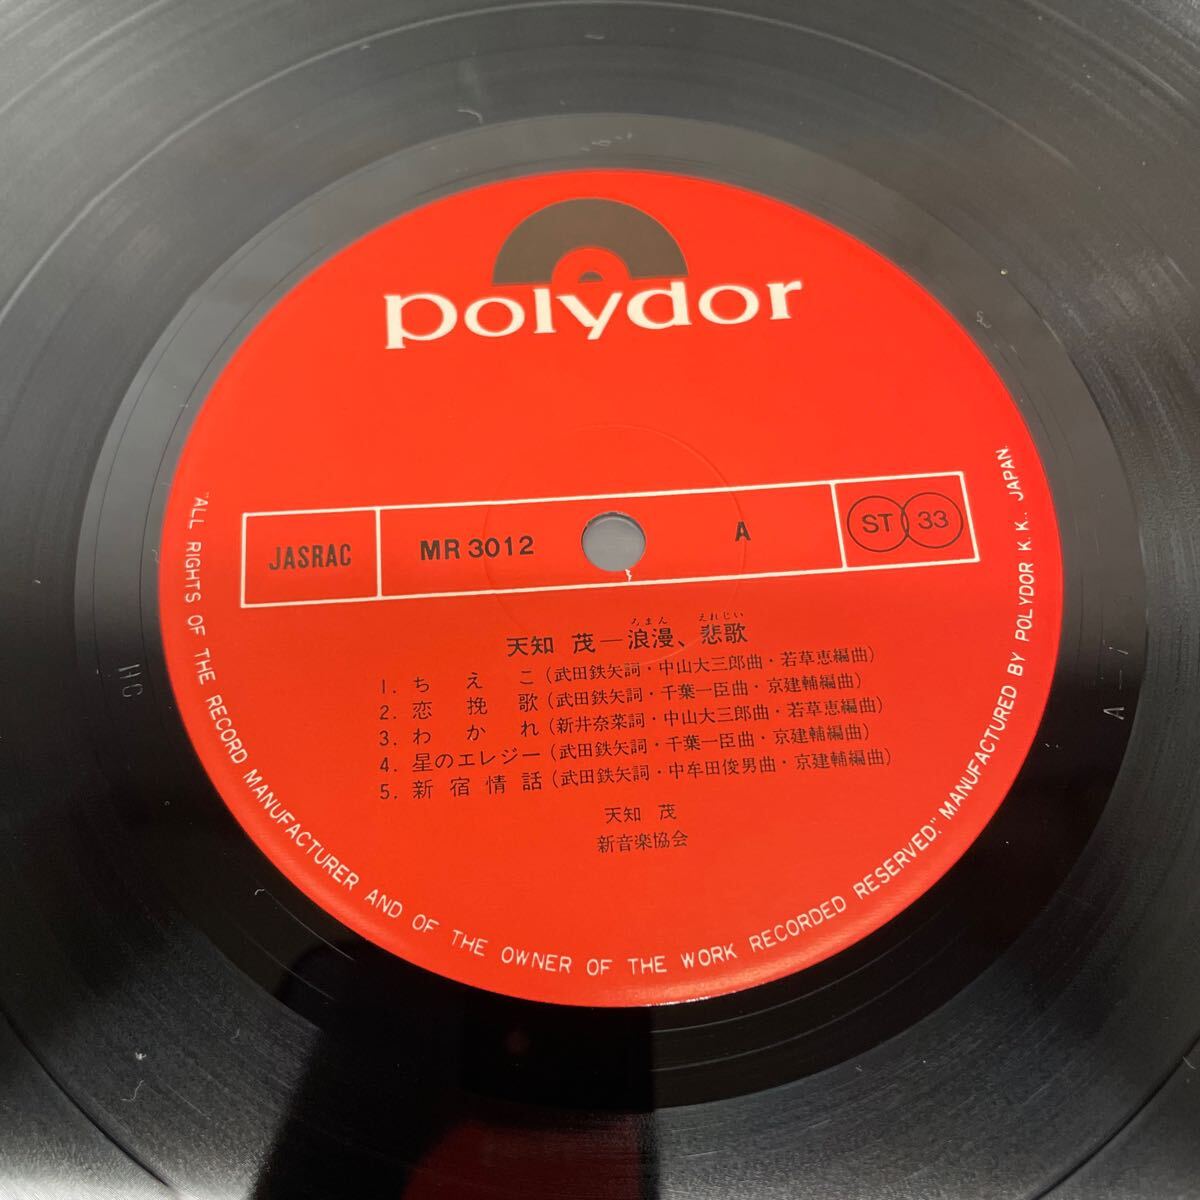 polydor
JASRAC
MR 3012
A
ST 33
ろまん えれじい
天知 茂—浪漫、悲歌
1. ちえこ(武田鉄矢詞・中山大三郎曲・若草恵編曲)
2. 恋挽歌(武田鉄矢詞・千葉一臣曲・京建輔編曲)
3. わかれ(新井奈菜詞・中山大三郎曲・若草恵編曲)
4. 星のエレジー(武田鉄矢詞・千葉一臣曲・京建輔編曲)
5. 新宿情話(武田鉄矢詞・中牟田俊男曲・京建輔編曲)
天知 茂
新音楽協会
"ALL RIGHTS OF THE RECORD MANUFACTURER AND OF THE OWNER OF THE WORK RECORDED RESERVED." MANUFACTURED BY POLYDOR K. K., JAPAN.